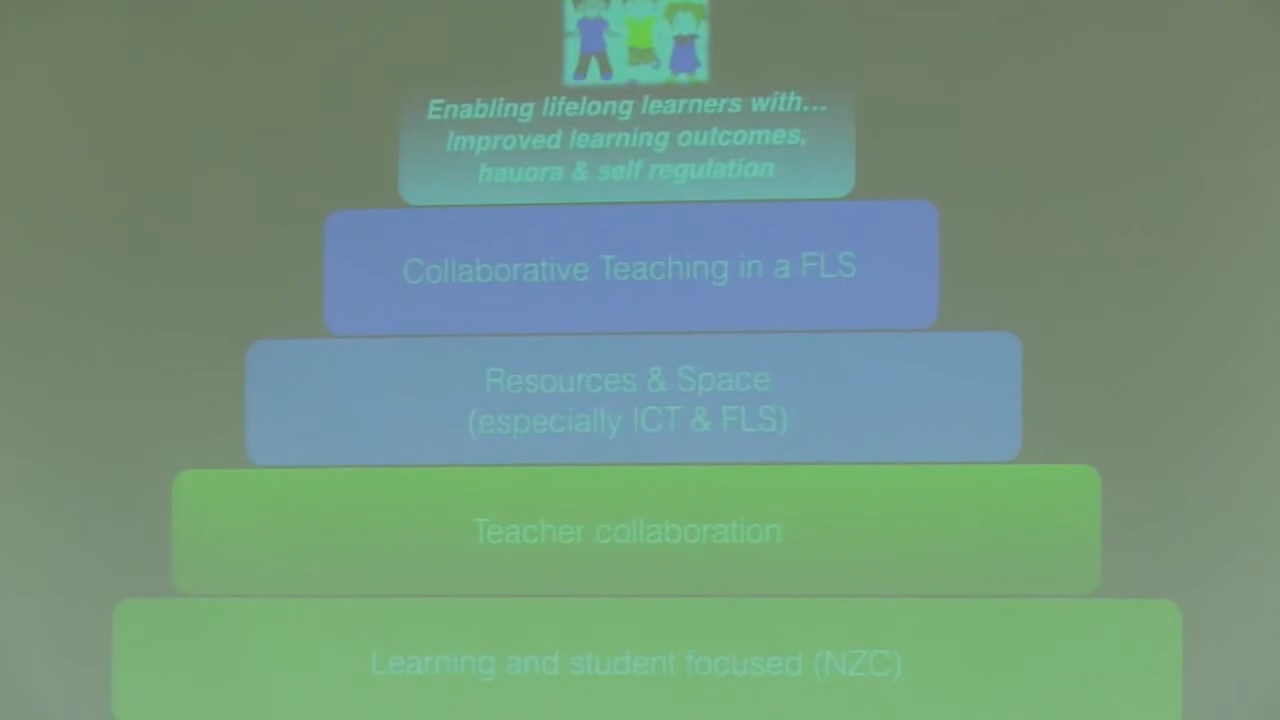 Enabling lifelong learners with...
Improved learning outcomes,
hauora & self regulation
Collaborative Teaching in a FLS
Resources & Space
(especially ICT & FLS)
Teacher collaboration
Learning and student focused (NZC)